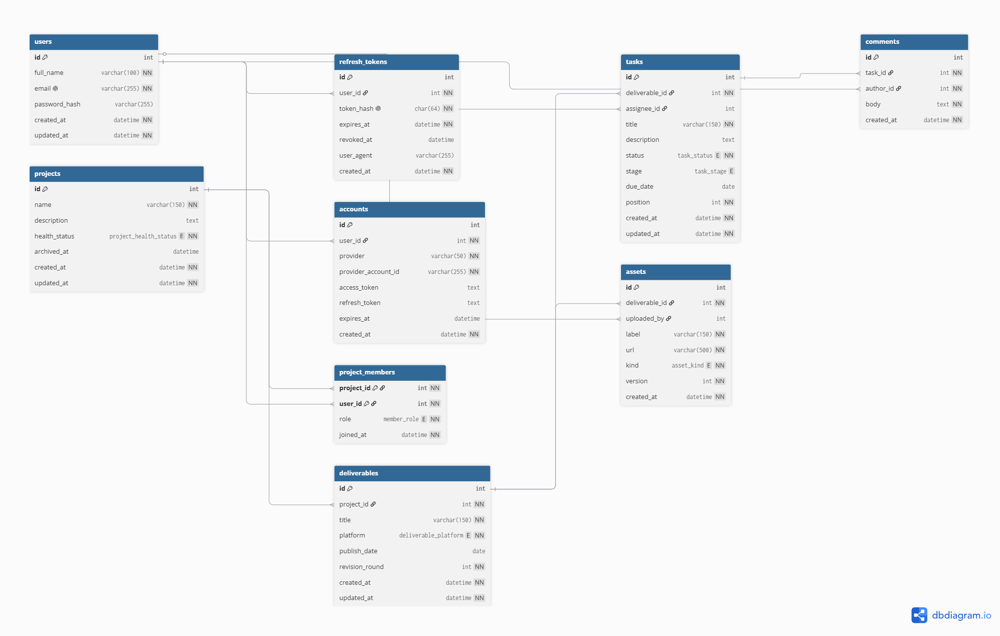 users
id int
full_name varchar(100) NN
email varchar(255) NN
password_hash varchar(255)
created_at datetime NN
updated_at datetime NN
projects
id int
name varchar(150) NN
description text
health_status project_health_status E NN
archived_at datetime
created_at datetime NN
updated_at datetime NN
refresh_tokens
id int
user_id int NN
token_hash char(64) NN
expires_at datetime NN
revoked_at datetime
user_agent varchar(255)
created_at datetime NN
accounts
id int
user_id int NN
provider varchar(50) NN
provider_account_id varchar(255) NN
access_token text
refresh_token text
expires_at datetime
created_at datetime NN
project_members
project_id int NN
user_id int NN
role member_role E NN
joined_at datetime NN
deliverables
id int
project_id int NN
title varchar(150) NN
platform deliverable_platform E NN
publish_date date
revision_round int NN
created_at datetime NN
updated_at datetime NN
tasks
id int
deliverable_id int NN
assignee_id int
title varchar(150) NN
description text
status task_status E NN
stage task_stage E
due_date date
position int NN
created_at datetime NN
updated_at datetime NN
assets
id int
deliverable_id int NN
uploaded_by int
label varchar(150) NN
url varchar(500) NN
kind asset_kind E NN
version int NN
created_at datetime NN
comments
id int
task_id int NN
author_id int NN
body text NN
created_at datetime NN
dbdiagram.io